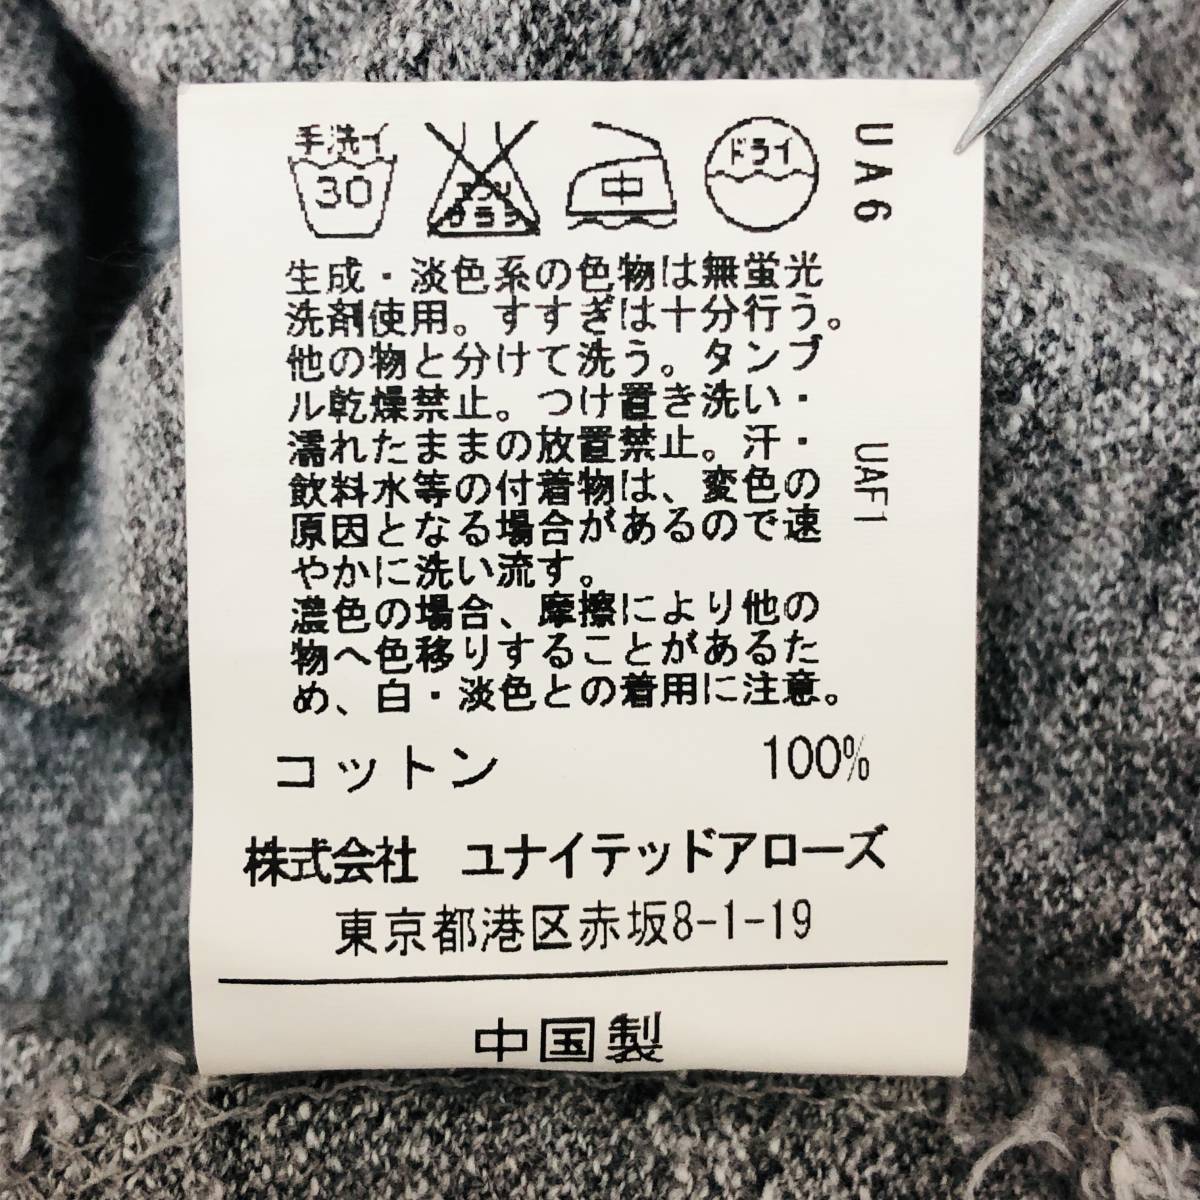 手洗イ
30
エンソ
サラシ
中
ドライ
UA6
生成・淡色系の色物は無蛍光
洗剤使用。すすぎは十分行う。
他の物と分けて洗う。タンブ
ル乾燥禁止。つけ置き洗い・
濡れたままの放置禁止。汗・
飲料水等の付着物は、変色の
原因となる場合があるので速
やかに洗い流す。
濃色の場合、摩擦により他の
物へ色移りすることがあるた
め、白・淡色との着用に注意。
UAF1
コットン 100%
株式会社 ユナイテッドアローズ
東京都港区赤坂8-1-19
中国製